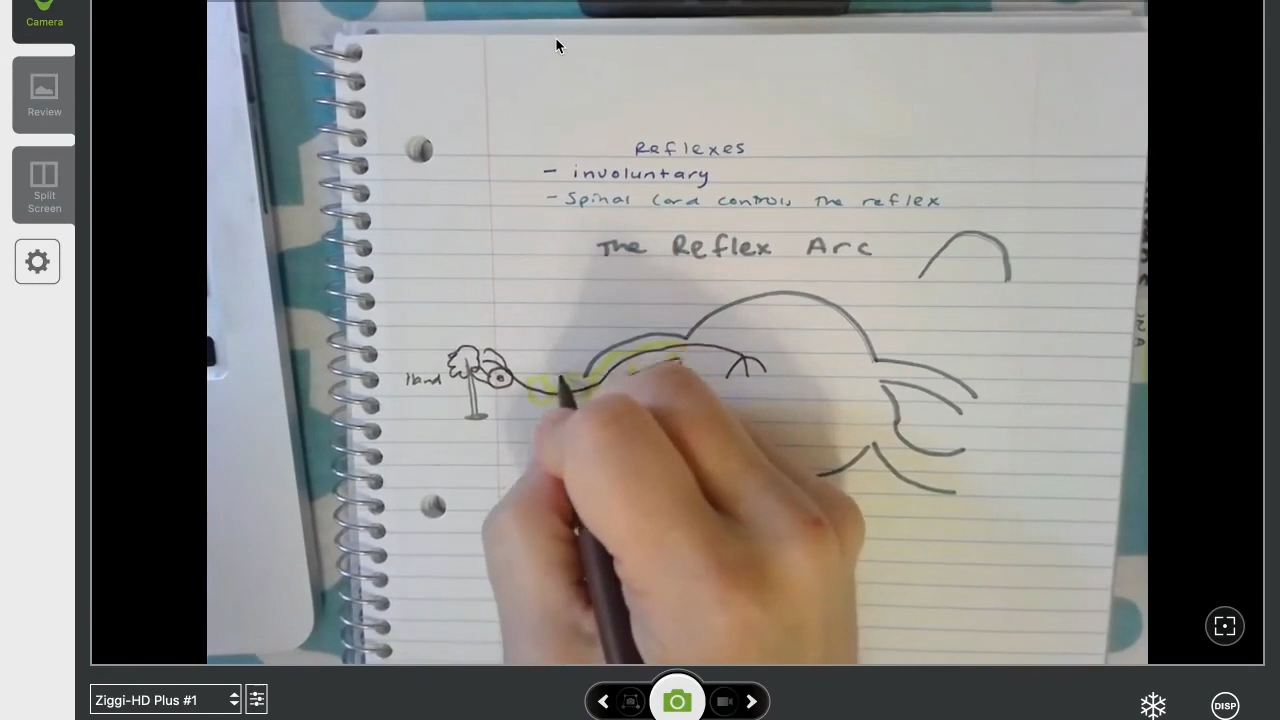 Camera
Review
Split
Screen
Reflexes
- involuntary
- Spinal Cord controls the reflex
The Reflex Arc
Hand
Ziggi-HD Plus #1
DISP